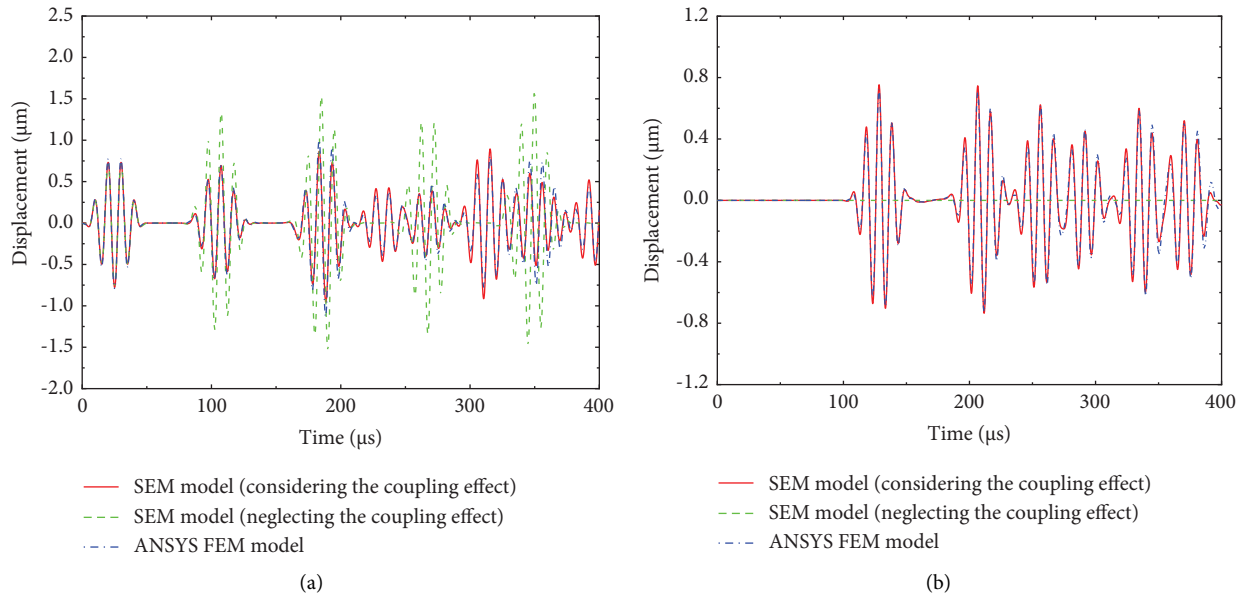 2.5
2.0
1.5
1.0
0.5
0.0
-0.5
-1.0
-1.5
-2.0
Displacement (μm)
0 100 200 300 400
Time (μs)
SEM model (considering the coupling effect)
SEM model (neglecting the coupling effect)
ANSYS FEM model
(a)
1.2
0.8
0.4
0.0
-0.4
-0.8
-1.2
Displacement (μm)
0 100 200 300 400
Time (μs)
SEM model (considering the coupling effect)
SEM model (neglecting the coupling effect)
ANSYS FEM model
(b)